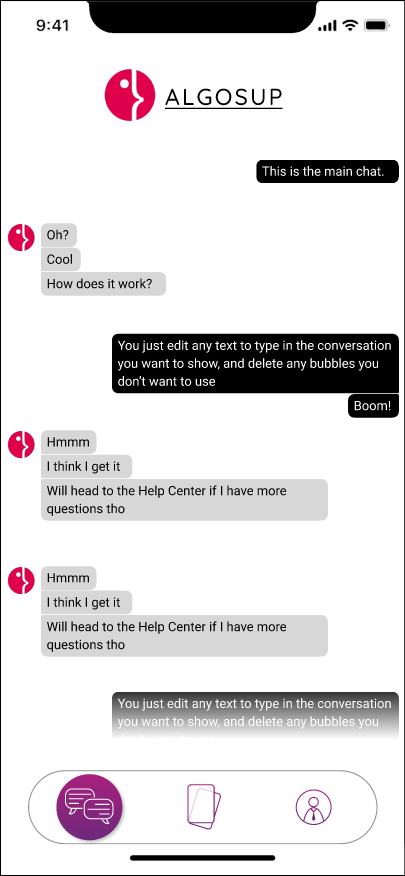 9:41
ALGOSUP
This is the main chat.
Oh?
Cool
How does it work?
You just edit any text to type in the conversation
you want to show, and delete any bubbles you
don't want to use
Boom!
Hmmm
I think I get it
Will head to the Help Center if I have more
questions tho
Hmmm
I think I get it
Will head to the Help Center if I have more
questions tho
You just edit any text to type in the conversation
you want to show, and delete any bubbles you